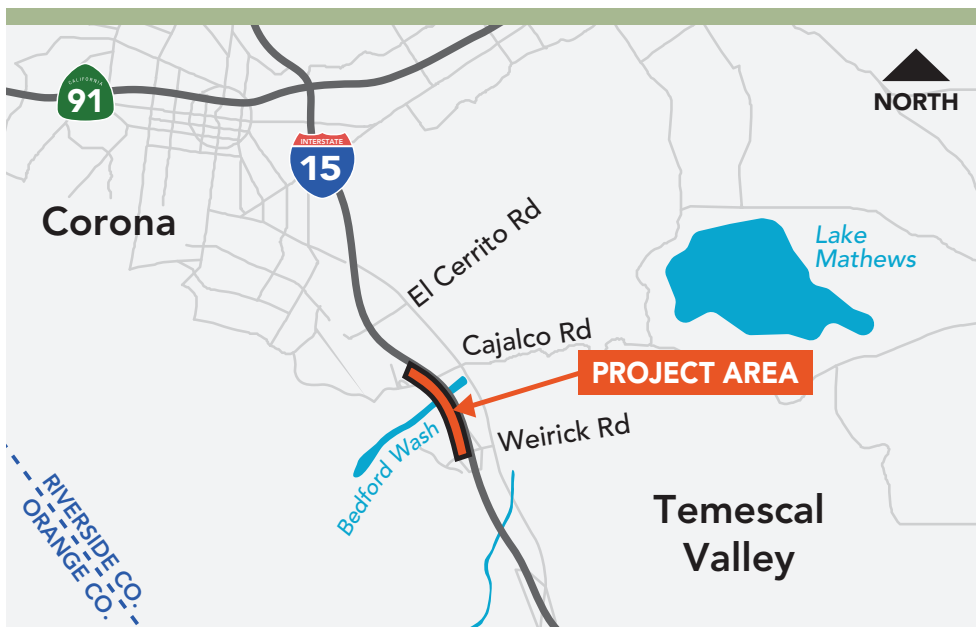 CALIFORNIA
91
INTERSTATE
15
NORTH
Corona
El Cerrito Rd
Lake
Mathews
Cajalco Rd
PROJECT AREA
Bedford Wash
Weirick Rd
Temescal
Valley
RIVERSIDE CO.
ORANGE CO.